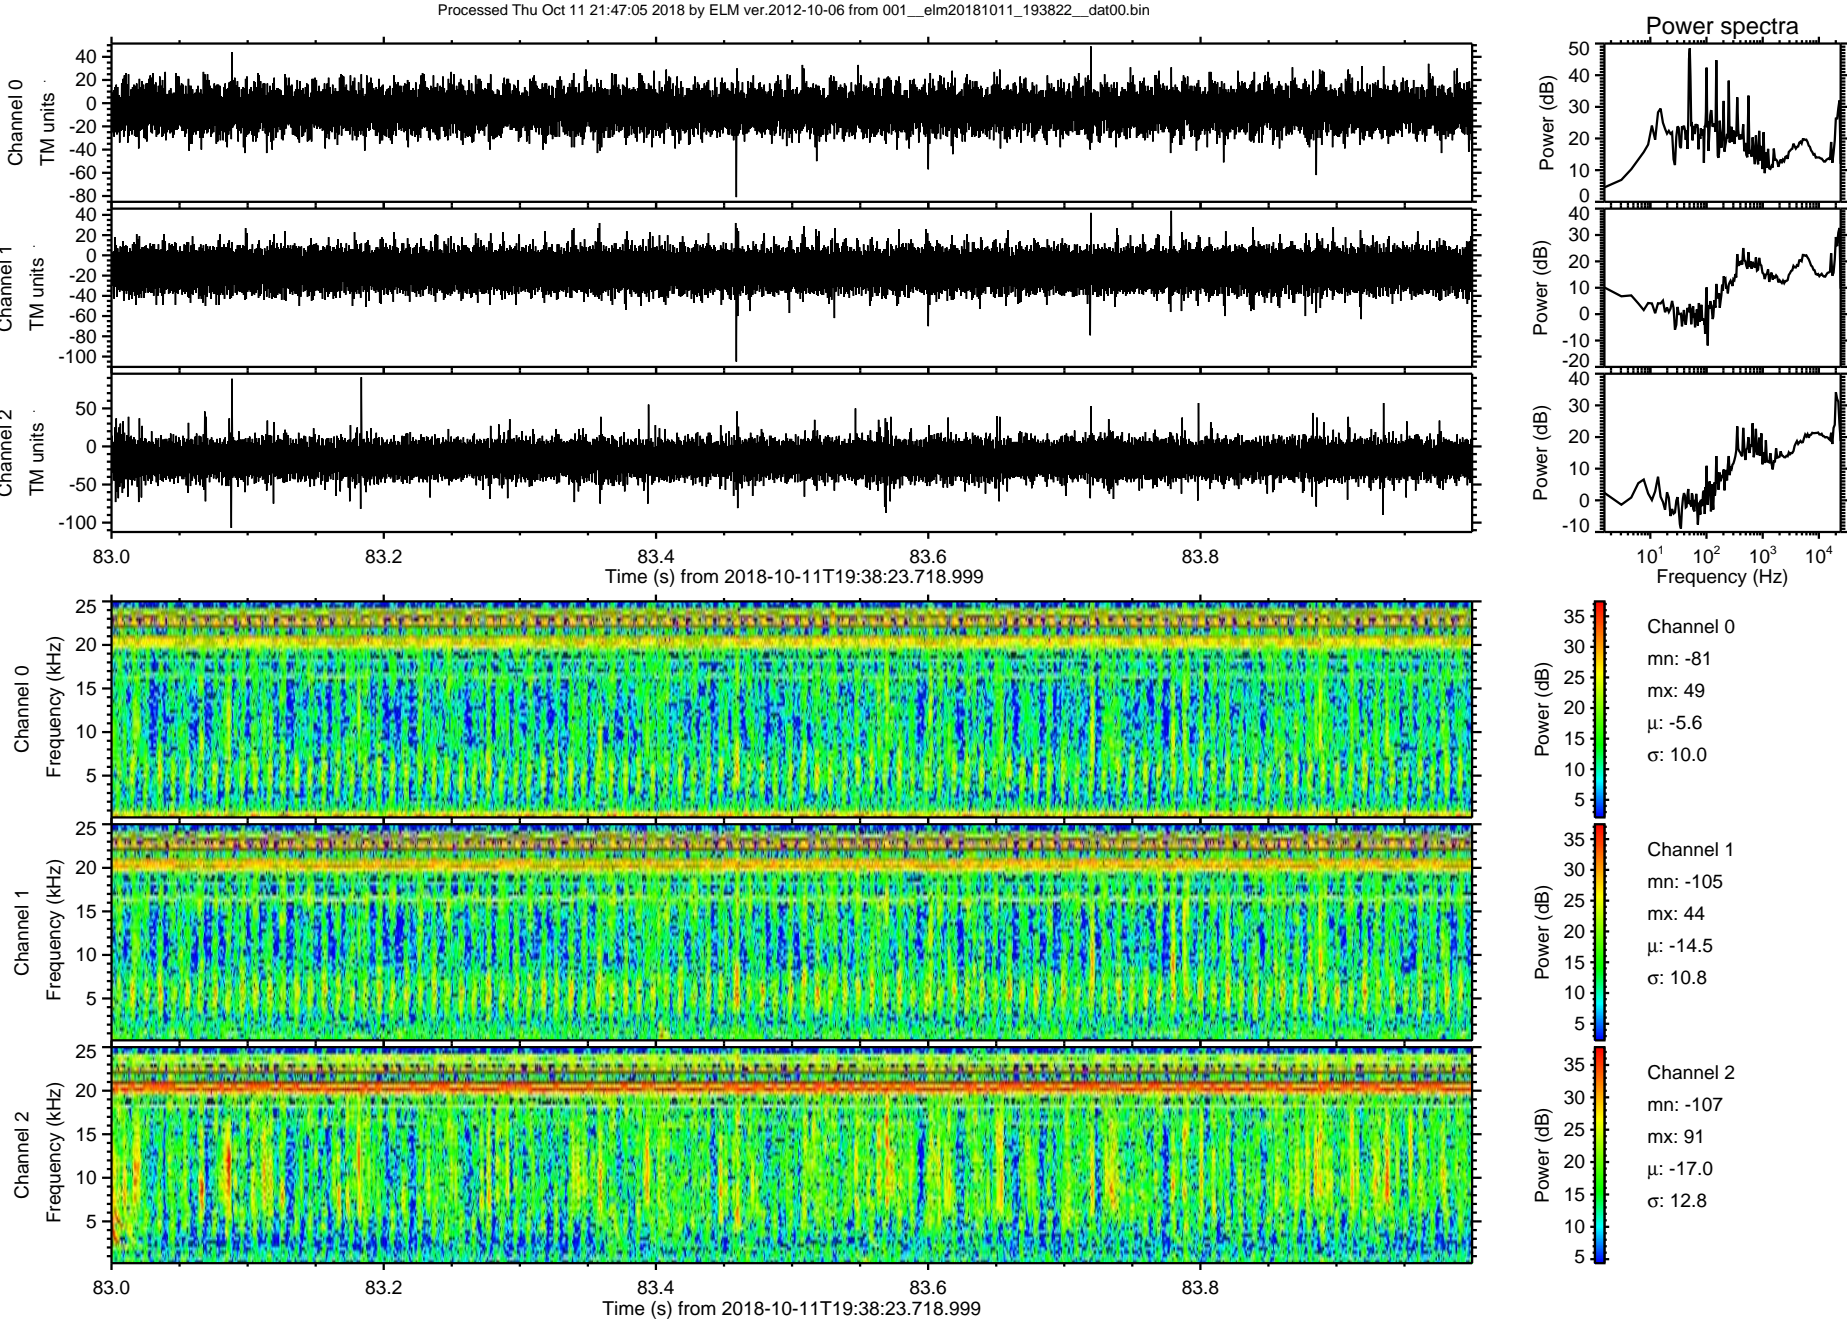 Processed Thu Oct 11 21:47:05 2018 by ELM ver.2012-10-06 from 001__elm20181011_193822__dat00.bin
Power spectra
Channel 0
TM units
40
20
0
-20
-40
-60
-80
Power (dB)
50
40
30
20
10
0
Channel 1
TM units
40
20
0
-20
-40
-60
-80
-100
Power (dB)
40
30
20
10
0
-10
-20
Channel 2
TM units
50
0
-50
-100
Power (dB)
40
30
20
10
0
-10
83.0 83.2 83.4 83.6 83.8
Time (s) from 2018-10-11T19:38:23.718.999
10¹ 10² 10³ 10⁴
Frequency (Hz)
Channel 0
Frequency (kHz)
25
20
15
10
5
Power (dB)
35
30
25
20
15
10
5
Channel 0
mn: -81
mx: 49
μ: -5.6
σ: 10.0
Channel 1
Frequency (kHz)
25
20
15
10
5
Power (dB)
35
30
25
20
15
10
5
Channel 1
mn: -105
mx: 44
μ: -14.5
σ: 10.8
Channel 2
Frequency (kHz)
25
20
15
10
5
Power (dB)
35
30
25
20
15
10
5
Channel 2
mn: -107
mx: 91
μ: -17.0
σ: 12.8
83.0 83.2 83.4 83.6 83.8
Time (s) from 2018-10-11T19:38:23.718.999